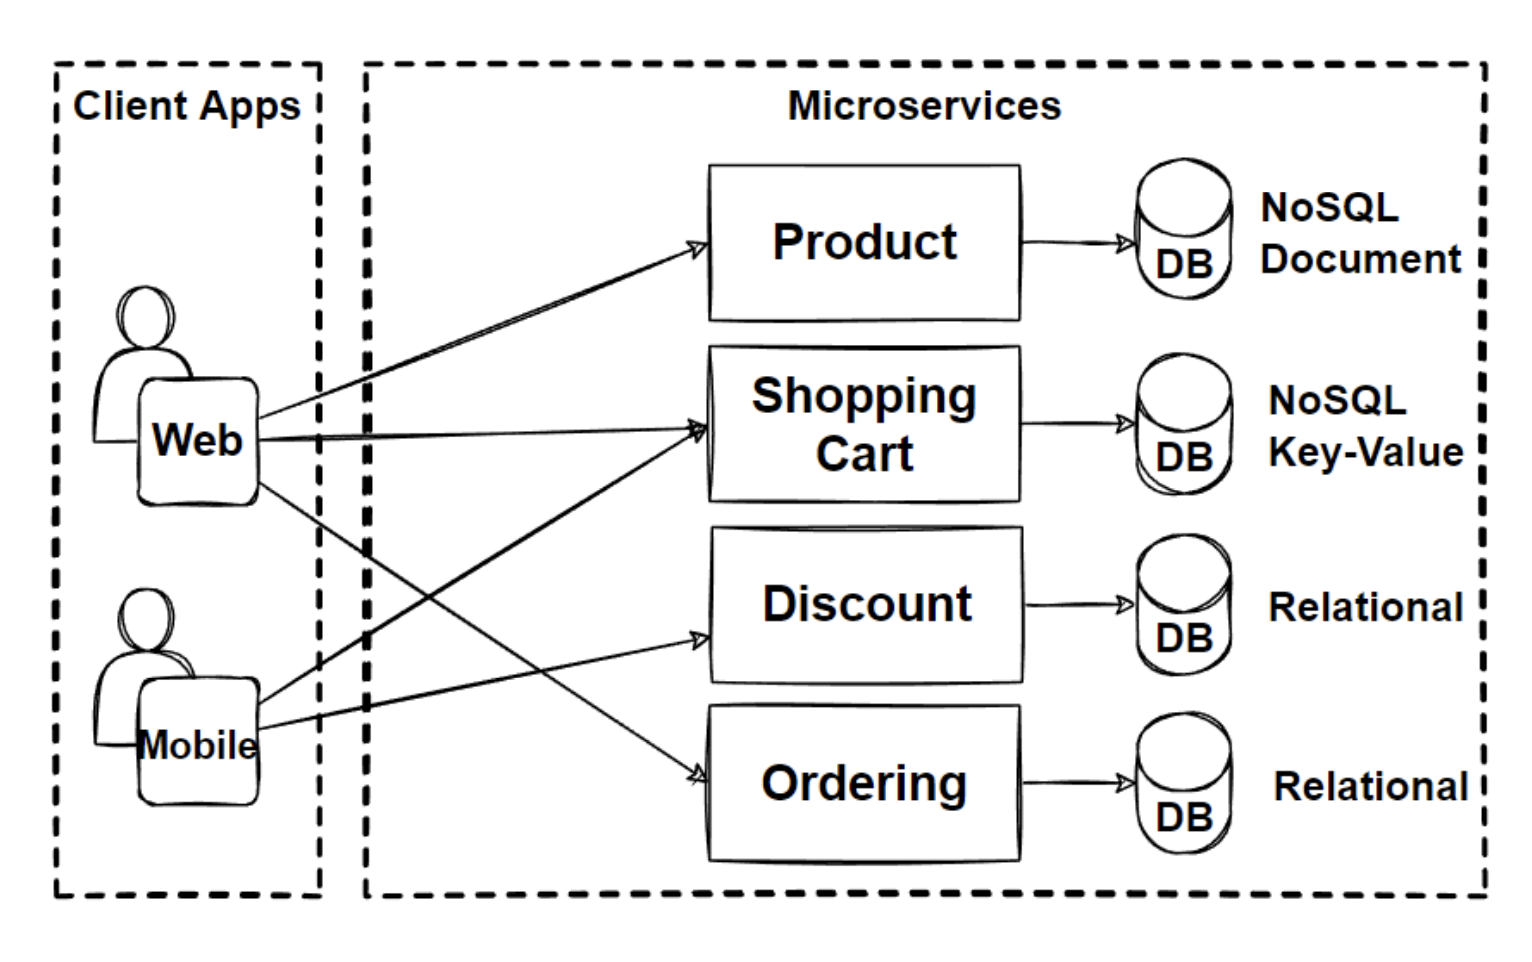 Client Apps
Web
Mobile
Microservices
Product
DB
NoSQL
Document
Shopping
Cart
DB
NoSQL
Key-Value
Discount
DB
Relational
Ordering
DB
Relational